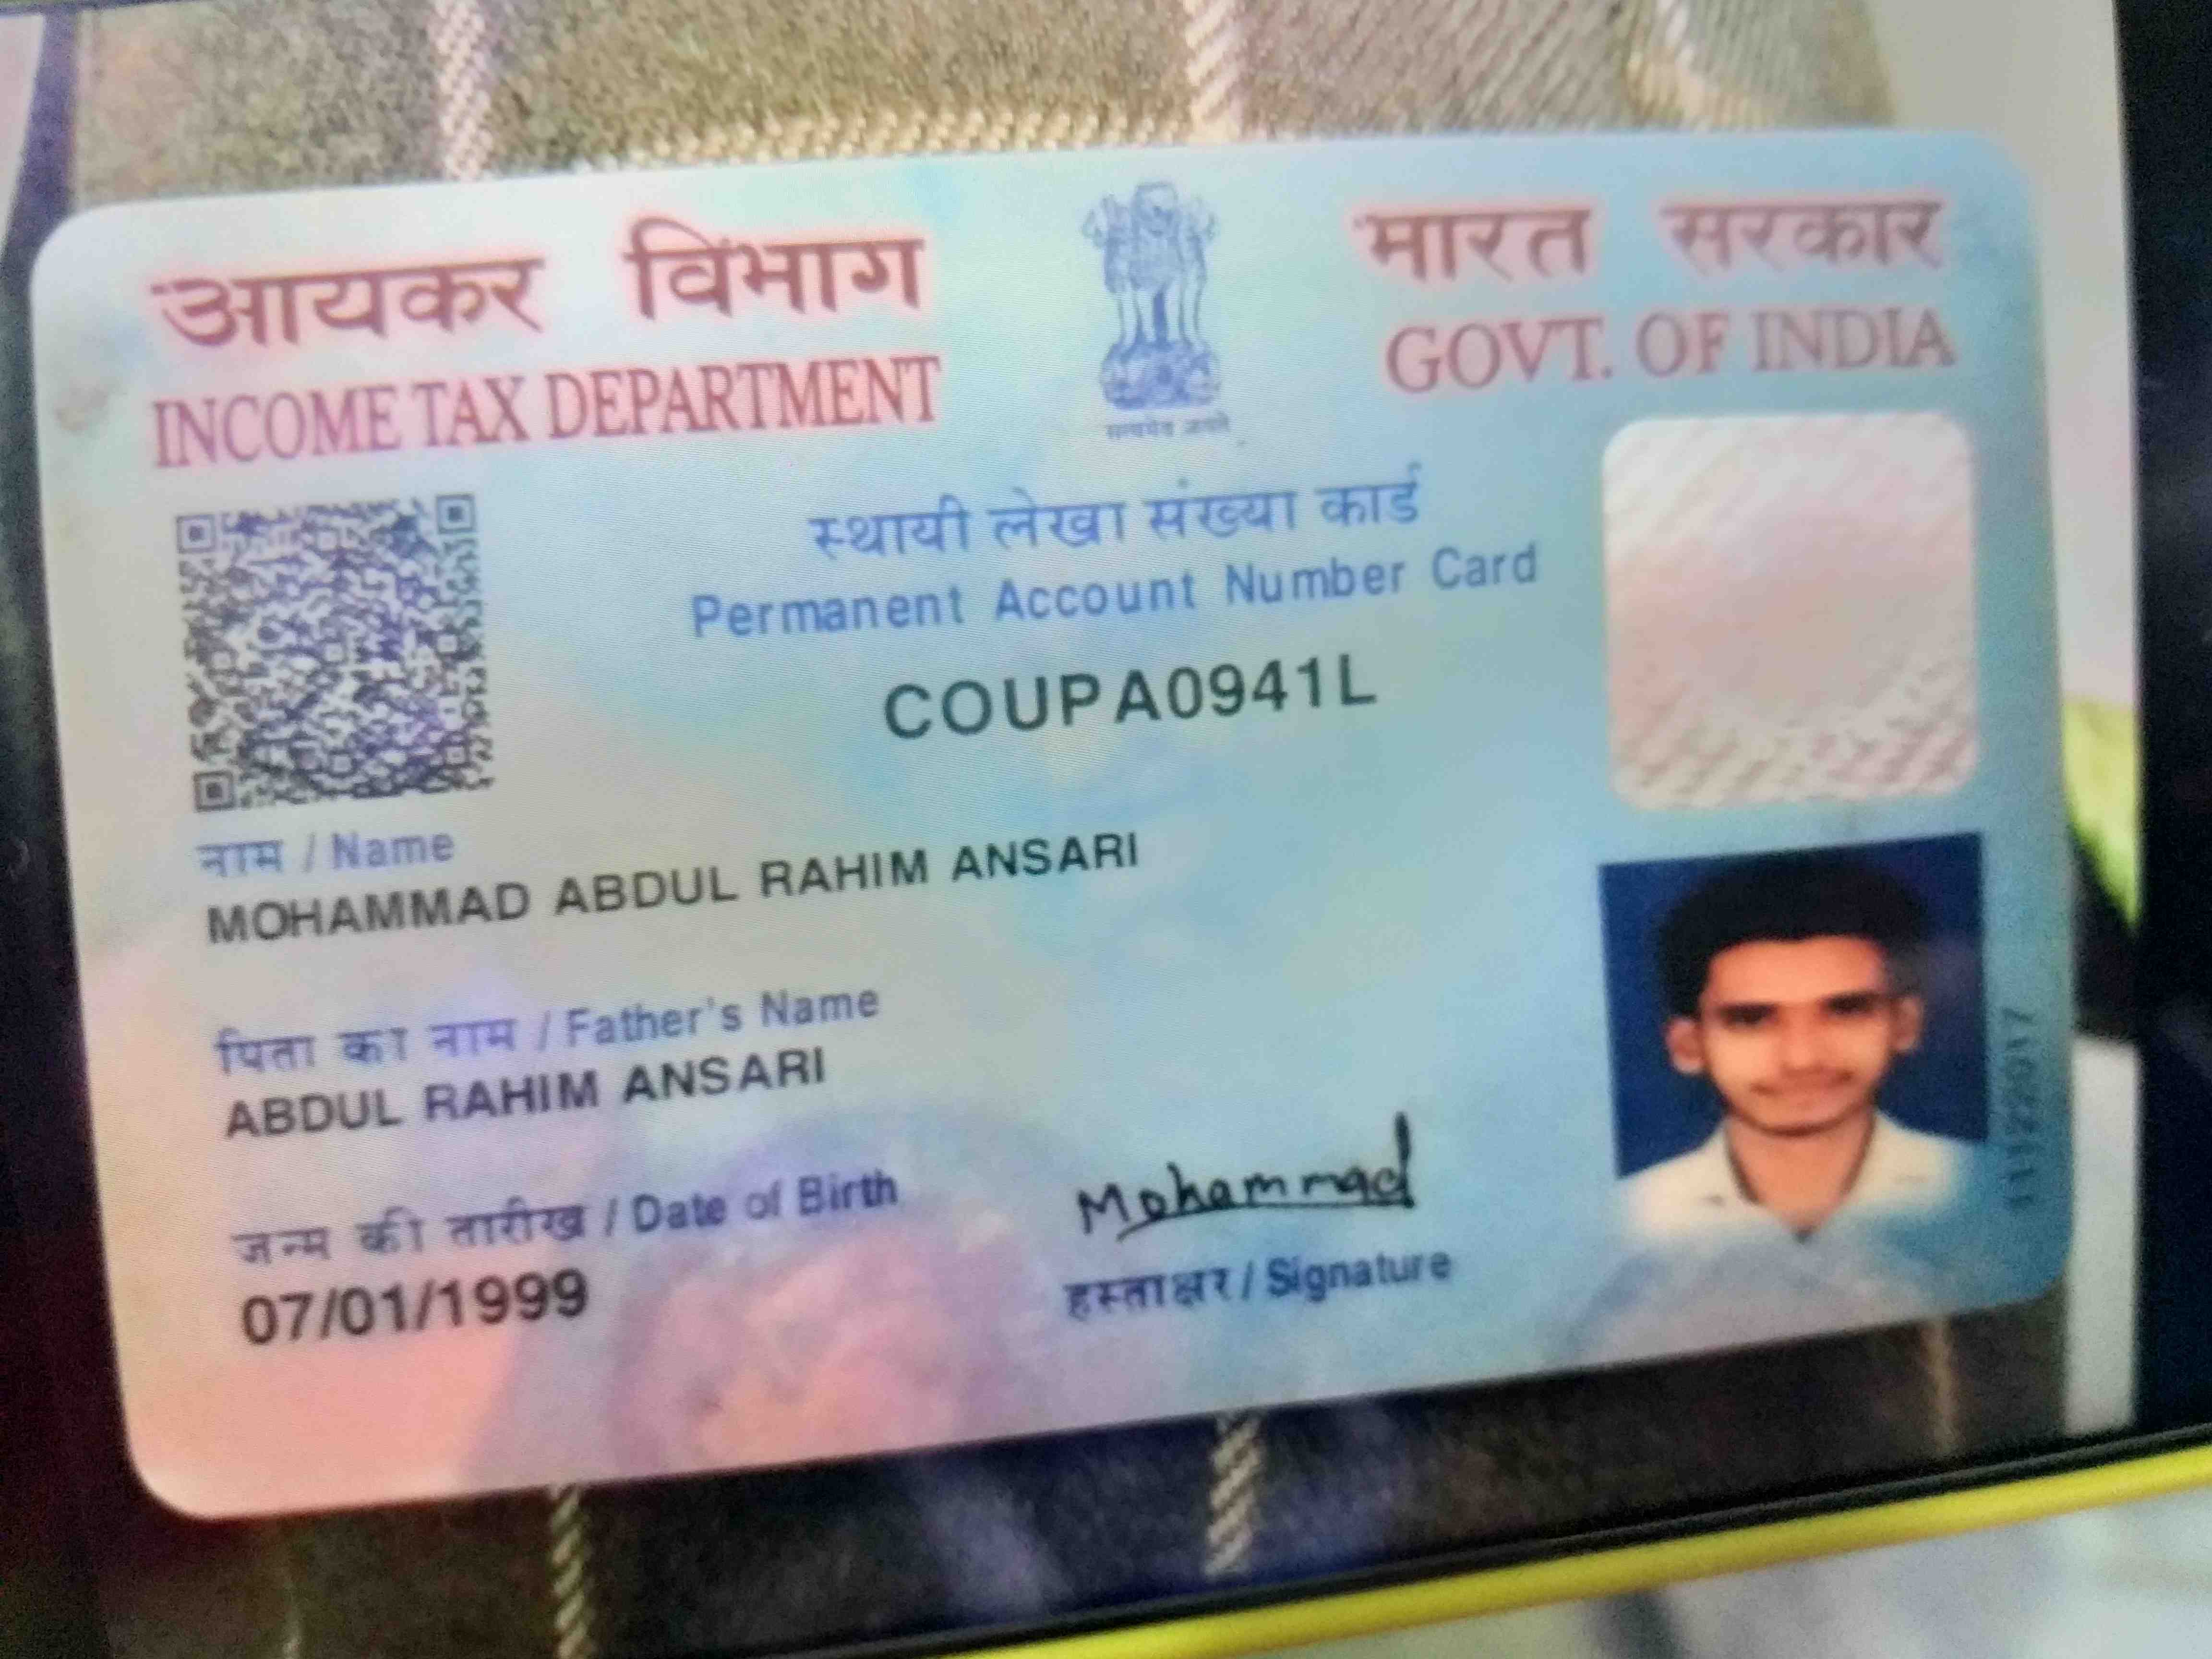 आयकर विभाग
INCOME TAX DEPARTMENT
भारत सरकार
GOVT. OF INDIA
सत्यमेव जयते
स्थायी लेखा संख्या कार्ड
Permanent Account Number Card
COUPA0941L
नाम / Name
MOHAMMAD ABDUL RAHIM ANSARI
पिता का नाम / Father's Name
ABDUL RAHIM ANSARI
जन्म की तारीख / Date of Birth
07/01/1999
Mohammad
हस्ताक्षर / Signature